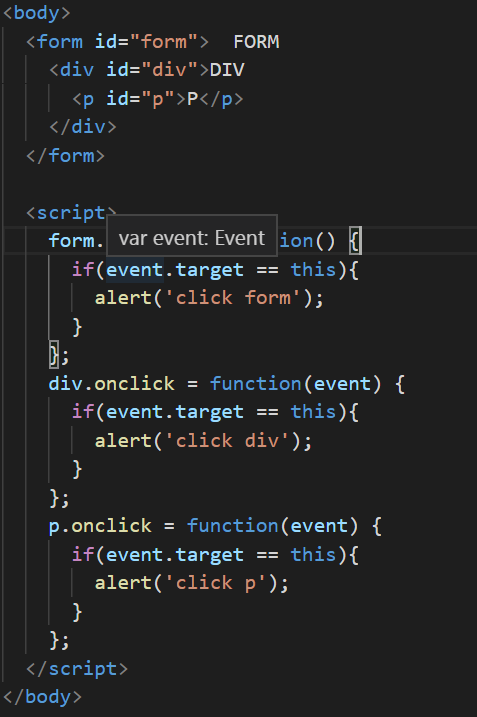 <body>
<form id="form">  FORM
<div id="div">DIV
<p id="p">P</p>
</div>
</form>
<script>
var event: Event
form. ion() {
if(event.target == this){
alert('click form');
}
};
div.onclick = function(event) {
if(event.target == this){
alert('click div');
}
};
p.onclick = function(event) {
if(event.target == this){
alert('click p');
}
};
</script>
</body>